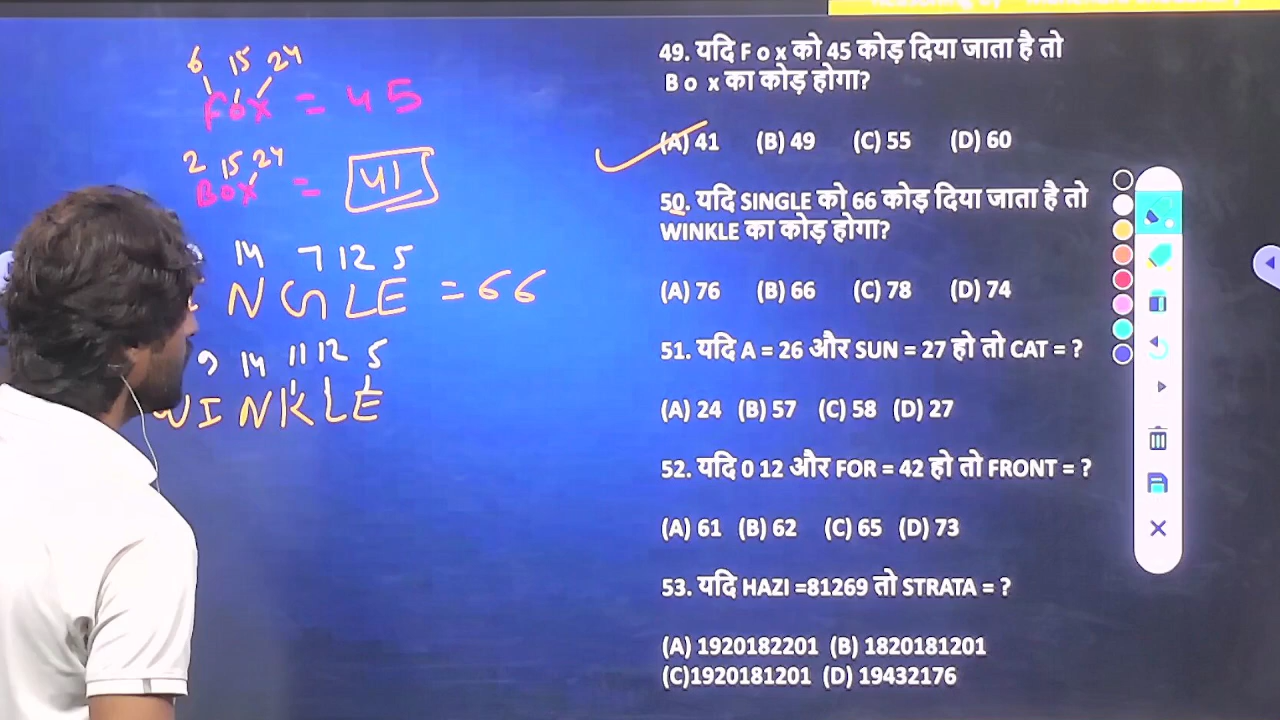 6 15 24
Fox = 45
2 15 24
Box = 41
14 7 12 5
NGLE = 66
9 14 11 12 5
WINKLE
49. यदि F o x को 45 कोड़ दिया जाता है तो
B o x का कोड़ होगा?
(A) 41 (B) 49 (C) 55 (D) 60
50. यदि SINGLE को 66 कोड़ दिया जाता है तो
WINKLE का कोड़ होगा?
(A) 76 (B) 66 (C) 78 (D) 74
51. यदि A = 26 और SUN = 27 हो तो CAT = ?
(A) 24 (B) 57 (C) 58 (D) 27
52. यदि 0 12 और FOR = 42 हो तो FRONT = ?
(A) 61 (B) 62 (C) 65 (D) 73
53. यदि HAZI =81269 तो STRATA = ?
(A) 1920182201 (B) 1820181201
(C)1920181201 (D) 19432176